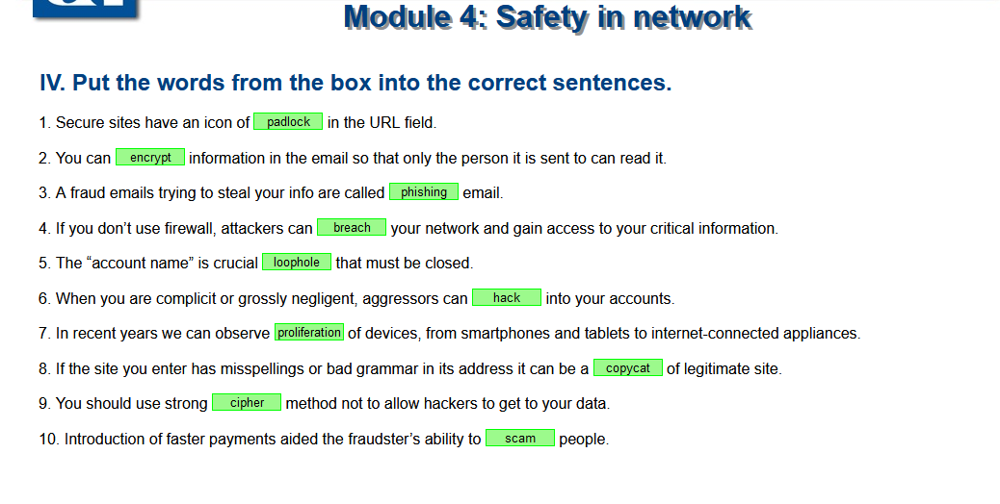 Module 4: Safety in network
IV. Put the words from the box into the correct sentences.
1. Secure sites have an icon of padlock in the URL field.
2. You can encrypt information in the email so that only the person it is sent to can read it.
3. A fraud emails trying to steal your info are called phishing email.
4. If you don’t use firewall, attackers can breach your network and gain access to your critical information.
5. The “account name” is crucial loophole that must be closed.
6. When you are complicit or grossly negligent, aggressors can hack into your accounts.
7. In recent years we can observe proliferation of devices, from smartphones and tablets to internet-connected appliances.
8. If the site you enter has misspellings or bad grammar in its address it can be a copycat of legitimate site.
9. You should use strong cipher method not to allow hackers to get to your data.
10. Introduction of faster payments aided the fraudster’s ability to scam people.